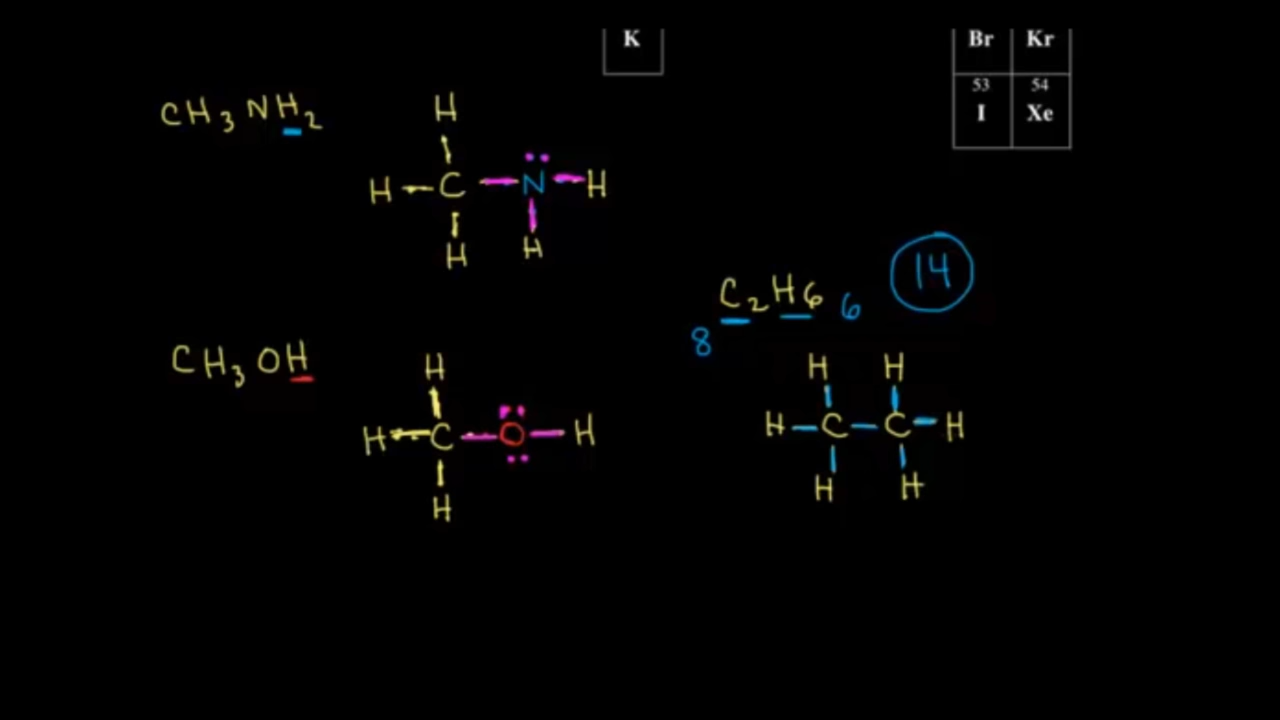 K
Br Kr
53 54
I Xe
CH3NH2
H
H C N H
H H
C2H6 6 14
8
CH3OH
H
H C O H
H
H H
H C C H
H H